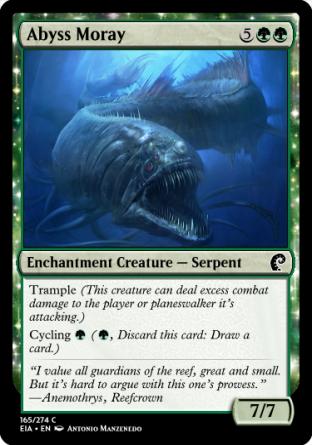 Abyss Moray 5
Enchantment Creature — Serpent
Trample (This creature can deal excess combat
damage to the player or planeswalker it's
attacking.)
Cycling ( , Discard this card: Draw a
card.)
"I value all guardians of the reef, great and small.
But it's hard to argue with this one's prowess."
—Anemothrys, Reefcrown
7/7
165/274 C
EIA • EN Antonio Manzenedo